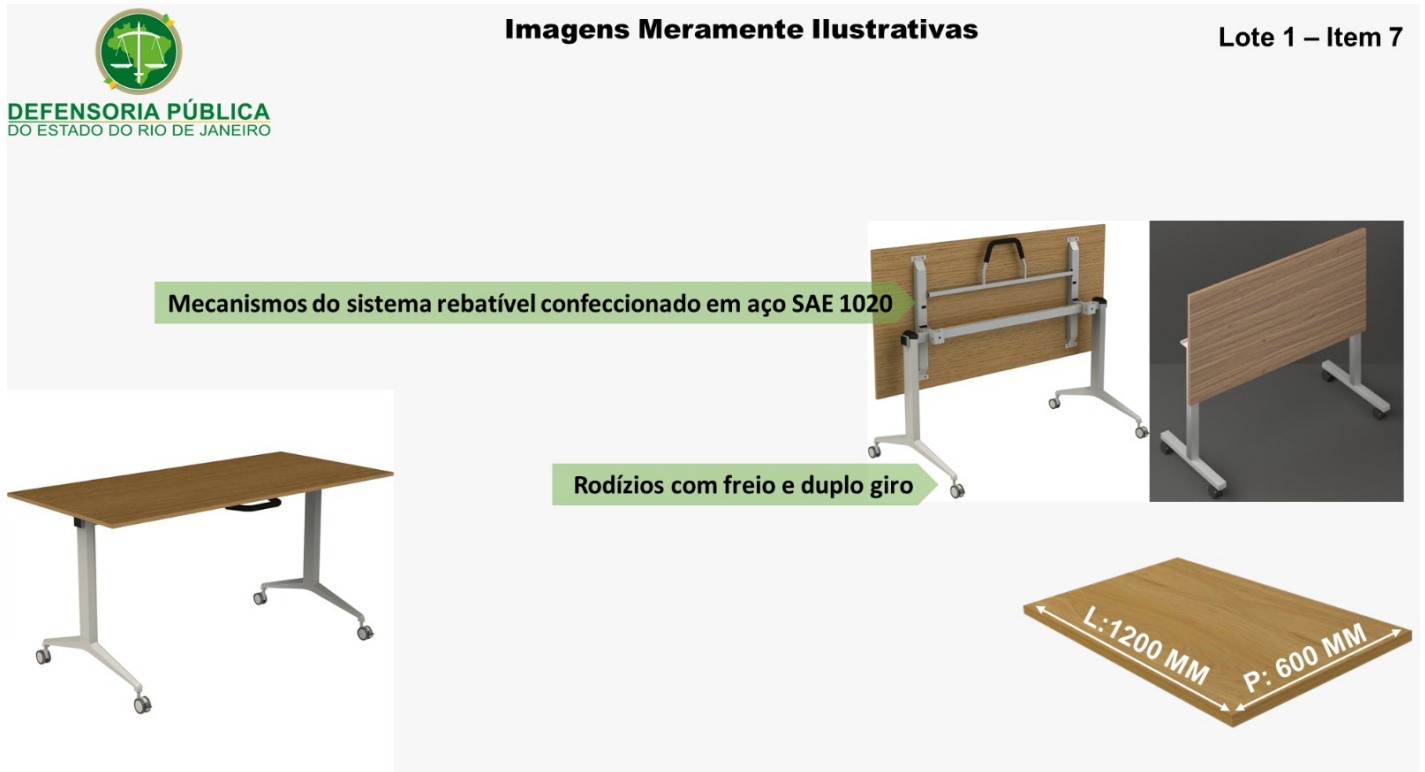 Imagens Meramente Ilustrativas
Lote 1 – Item 7
DEFENSORIA PÚBLICA
DO ESTADO DO RIO DE JANEIRO
Mecanismos do sistema rebatível confeccionado em aço SAE 1020
Rodízios com freio e duplo giro
L:1200 MM
P: 600 MM